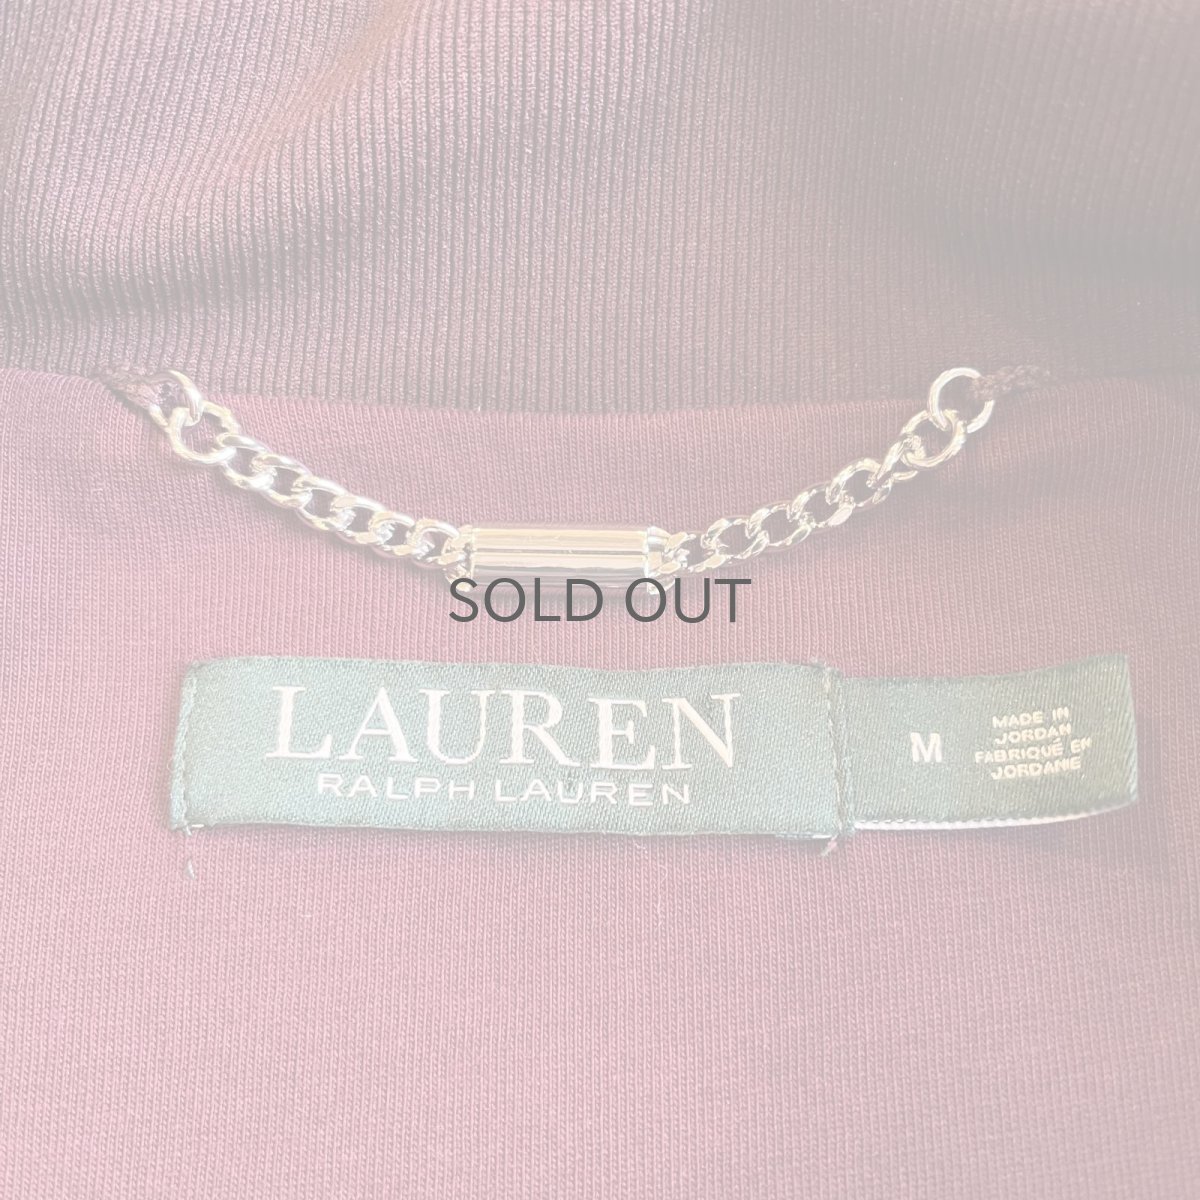 SOLD OUT
LAUREN
RALPH LAUREN
M
MADE IN
JORDAN
FABRIQUÉ EN
JORDANIE